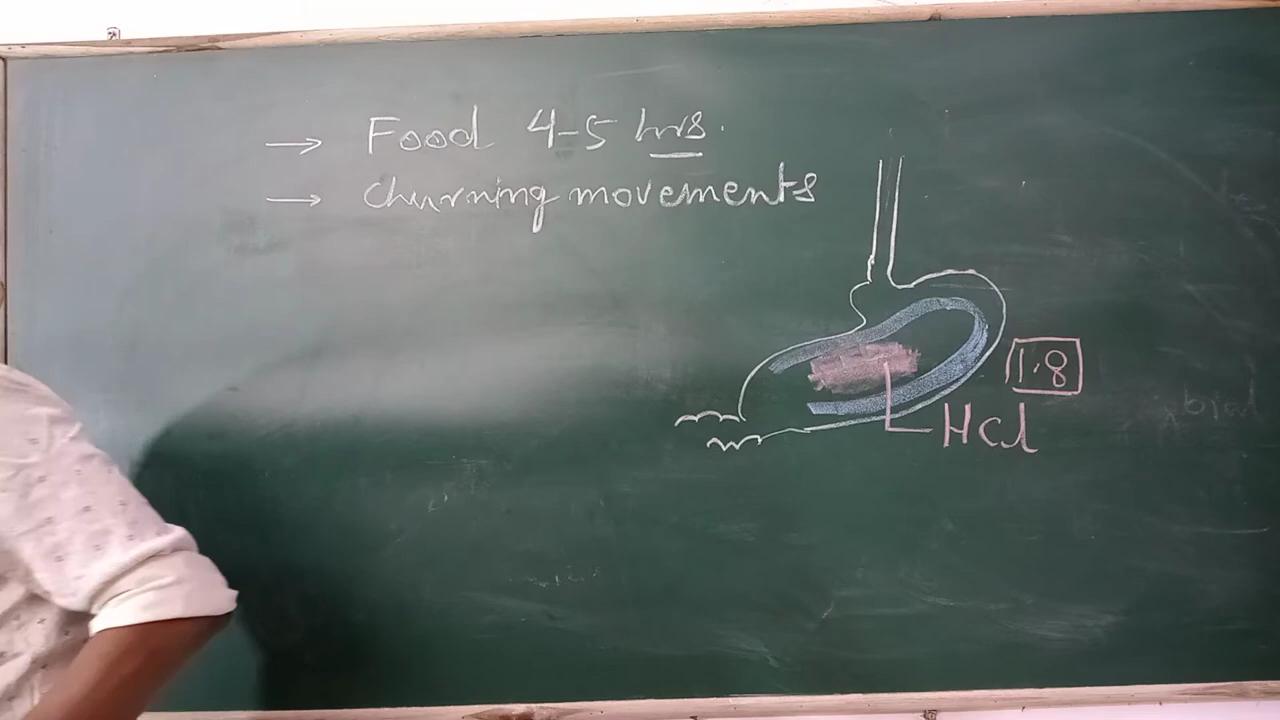 → Food 4-5 hrs.
→ Churning movements
1.8
HCl